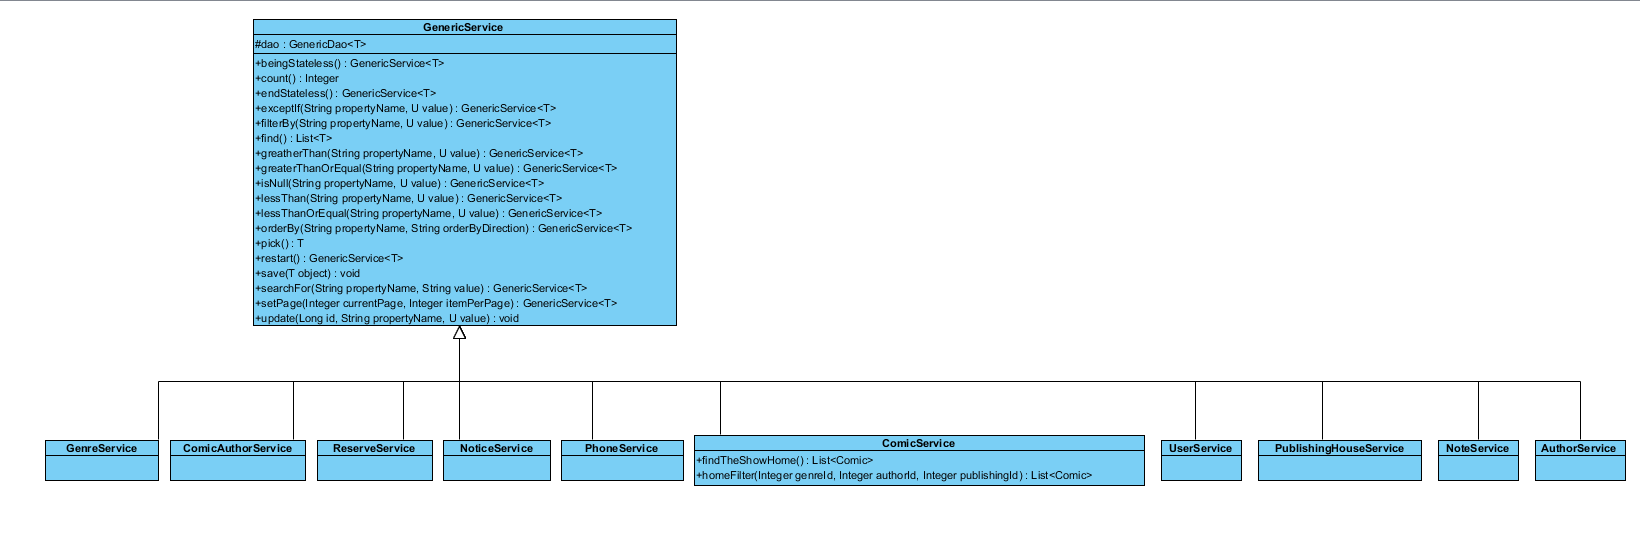 GenericService
#dao : GenericDao<T>
+beingStateless() : GenericService<T>
+count() : Integer
+endStateless() : GenericService<T>
+exceptIf(String propertyName, U value) : GenericService<T>
+filterBy(String propertyName, U value) : GenericService<T>
+find() : List<T>
+greatherThan(String propertyName, U value) : GenericService<T>
+greaterThanOrEqual(String propertyName, U value) : GenericService<T>
+isNull(String propertyName, U value) : GenericService<T>
+lessThan(String propertyName, U value) : GenericService<T>
+lessThanOrEqual(String propertyName, U value) : GenericService<T>
+orderBy(String propertyName, String orderByDirection) : GenericService<T>
+pick() : T
+restart() : GenericService<T>
+save(T object) : void
+searchFor(String propertyName, String value) : GenericService<T>
+setPage(Integer currentPage, Integer itemPerPage) : GenericService<T>
+update(Long id, String propertyName, U value) : void
GenreService
ComicAuthorService
ReserveService
NoticeService
PhoneService
ComicService
+findTheShowHome() : List<Comic>
+homeFilter(Integer genreId, Integer authorId, Integer publishingId) : List<Comic>
UserService
PublishingHouseService
NoteService
AuthorService